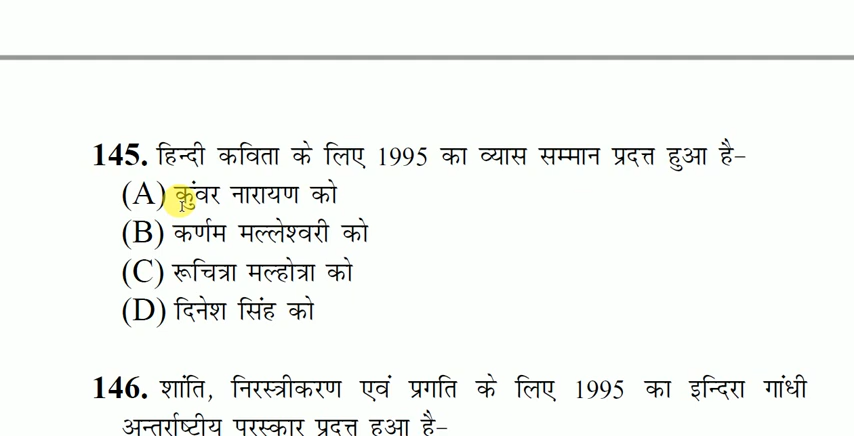 145. हिन्दी कविता के लिए 1995 का व्यास सम्मान प्रदत्त हुआ है-
(A) कुंवर नारायण को
(B) कर्णम मल्लेश्वरी को
(C) रूचित्रा मल्होत्रा को
(D) दिनेश सिंह को
146. शांति, निरस्त्रीकरण एवं प्रगति के लिए 1995 का इन्दिरा गांधी
अन्तर्राष्टीय पुरस्कार प्रदत्त हुआ है-